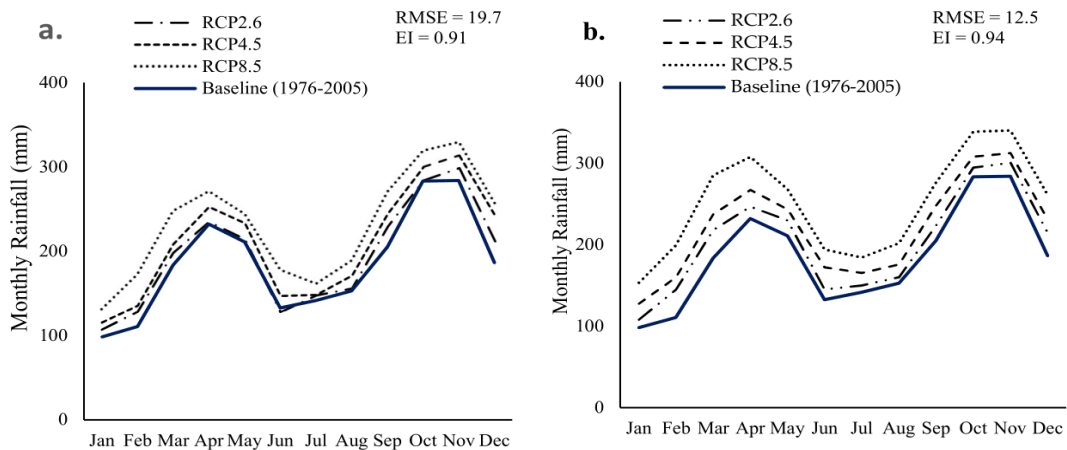 a.
RCP2.6
RCP4.5
RCP8.5
Baseline (1976-2005)
RMSE = 19.7
EI = 0.91
Monthly Rainfall (mm)
400
300
200
100
0
Jan Feb Mar Apr May Jun Jul Aug Sep Oct Nov Dec
b.
RCP2.6
RCP4.5
RCP8.5
Baseline (1976-2005)
RMSE = 12.5
EI = 0.94
Monthly Rainfall (mm)
400
300
200
100
0
Jan Feb Mar Apr May Jun Jul Aug Sep Oct Nov Dec